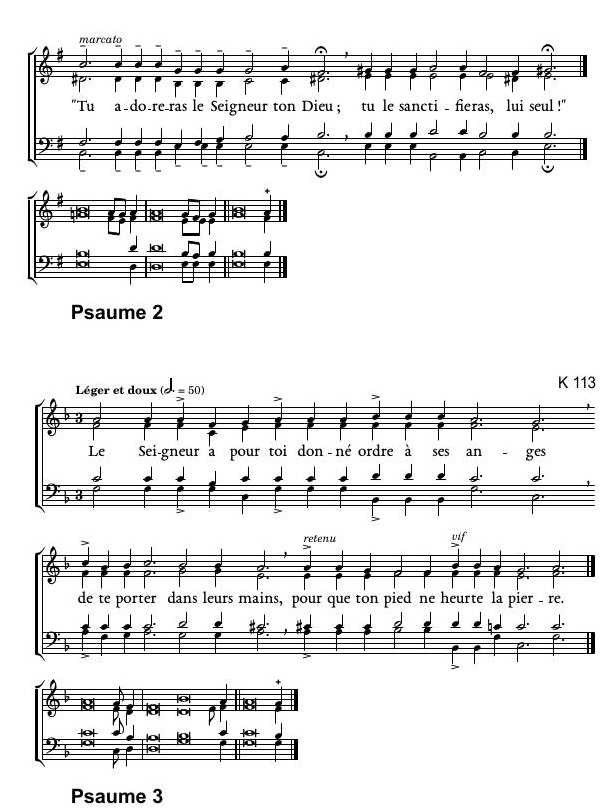 marcato
"Tu a-do-re-ras le Seigneur ton Dieu; tu le sancti-fieras, lui seul!"
Psaume 2
K 113
Léger et doux (𝅗𝅥. = 50)
3
3
Le Sei-gneur a pour toi don-né ordre à ses an-ges
retenu vif
de te porter dans leurs mains, pour que ton pied ne heurte la pier-re.
Psaume 3